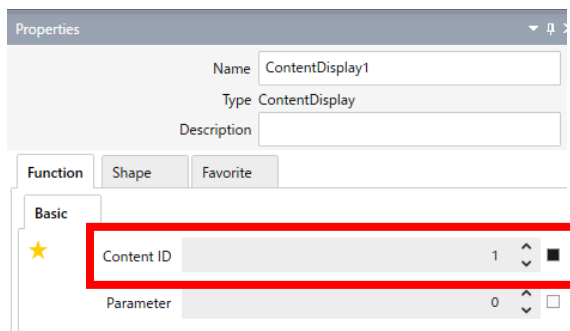 Properties
Name ContentDisplay1
Type ContentDisplay
Description
Function Shape Favorite
Basic
Content ID 1
Parameter 0